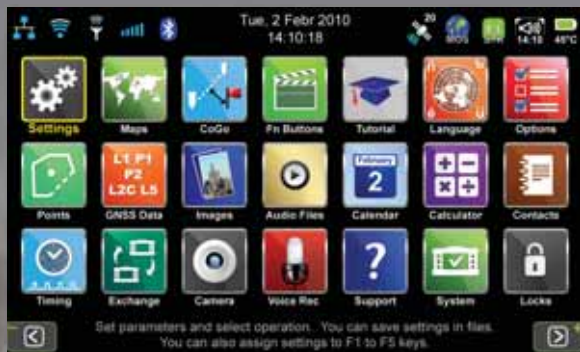 Tue, 2 Febr 2010
14:10:18
20
MOS
14:10
46°C
Settings
Maps
CoGo
Fn Buttons
Tutorial
Language
Options
L1 P1
P2
L2C L5
February
2
Points
GNSS Data
Images
Audio Files
Calendar
Calculator
Contacts
Timing
Exchange
Camera
Voice Rec
Support
System
Locks
Set parameters and select operation. You can save settings in files.
You can also assign settings to F1 to F5 keys.